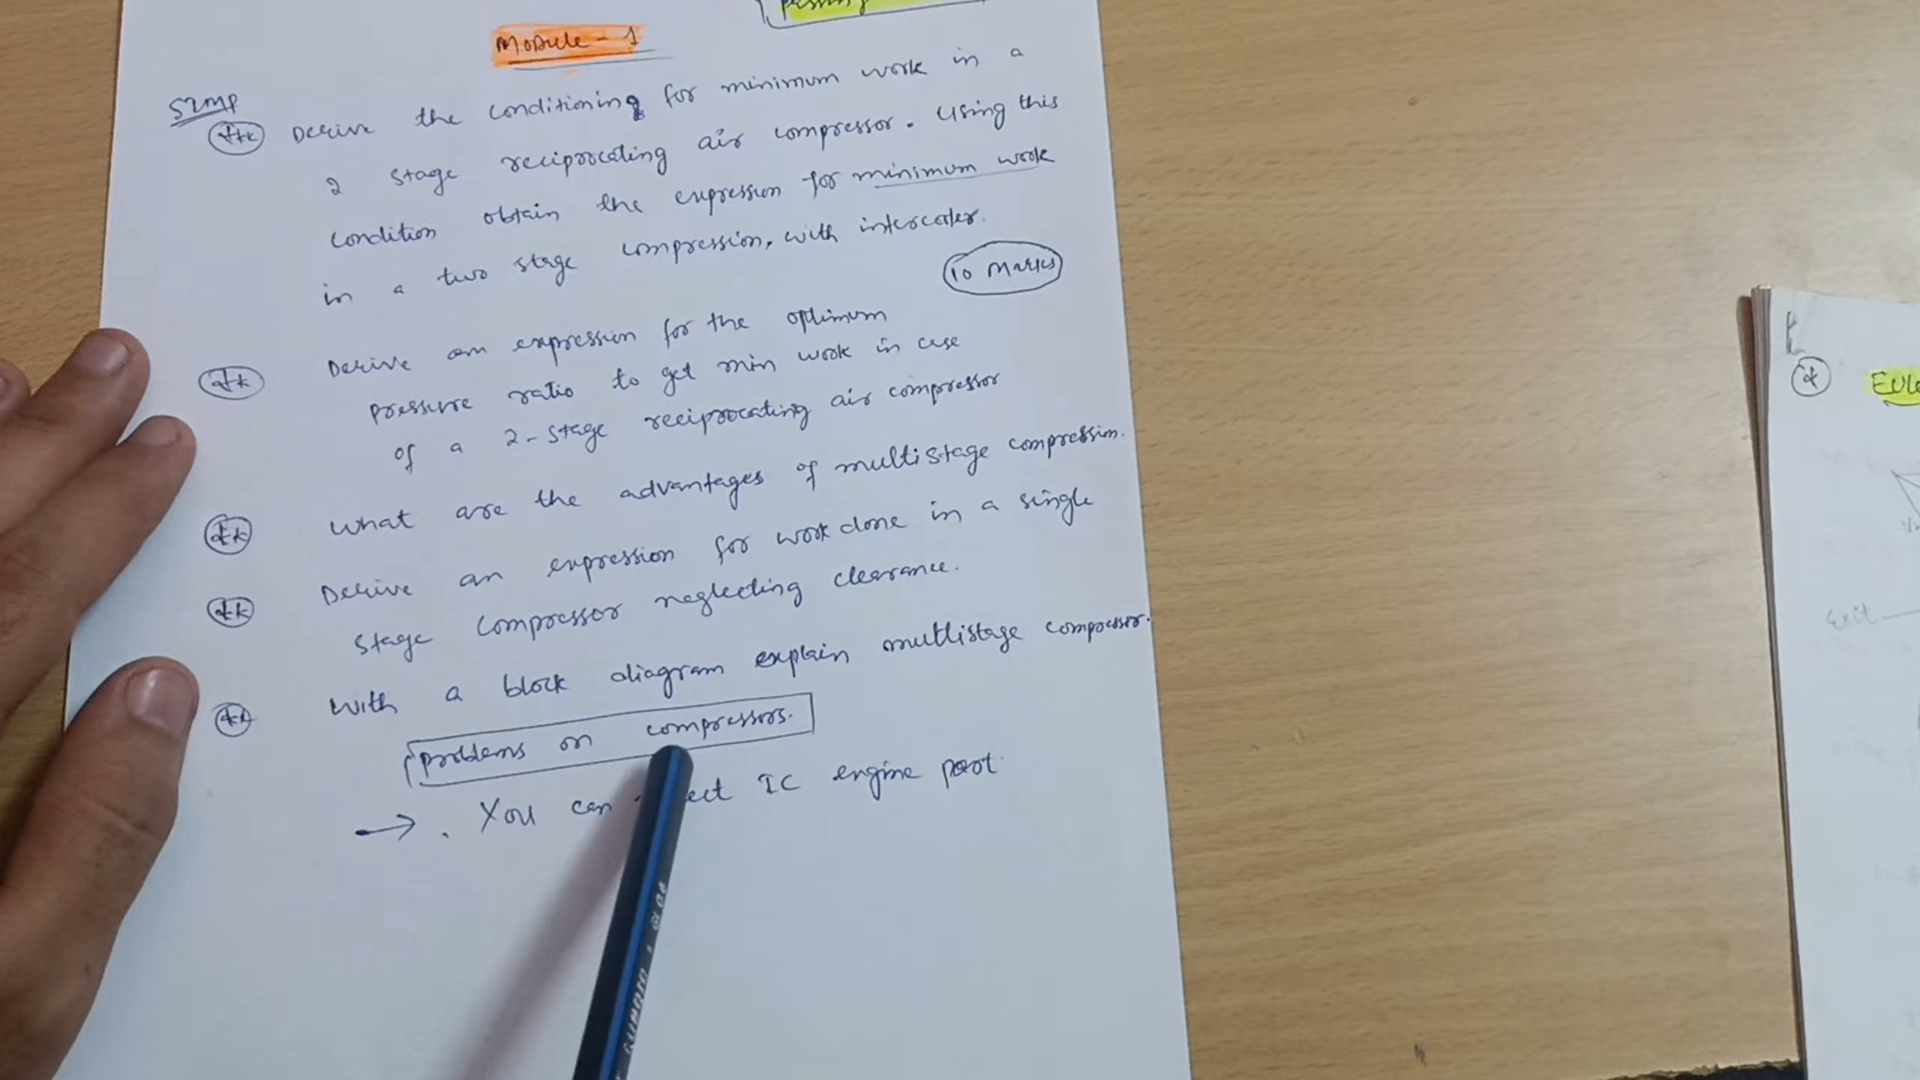 passing
Module - 1
SIMP
Derive the conditioning for minimum work in a
2 stage reciprocating air compressor. Using this
condition obtain the expression for minimum work
in a two stage compression, with intercooler.
10 Marks
Derive an expression for the optimum
pressure ratio to get min work in case
of a 2-stage reciprocating air compressor
What are the advantages of multistage compression.
Derive an expression for work done in a single
stage compressor neglecting clearance.
With a block diagram explain multistage compressor.
problems on compressors.
→ . You can IC engine part
Exit